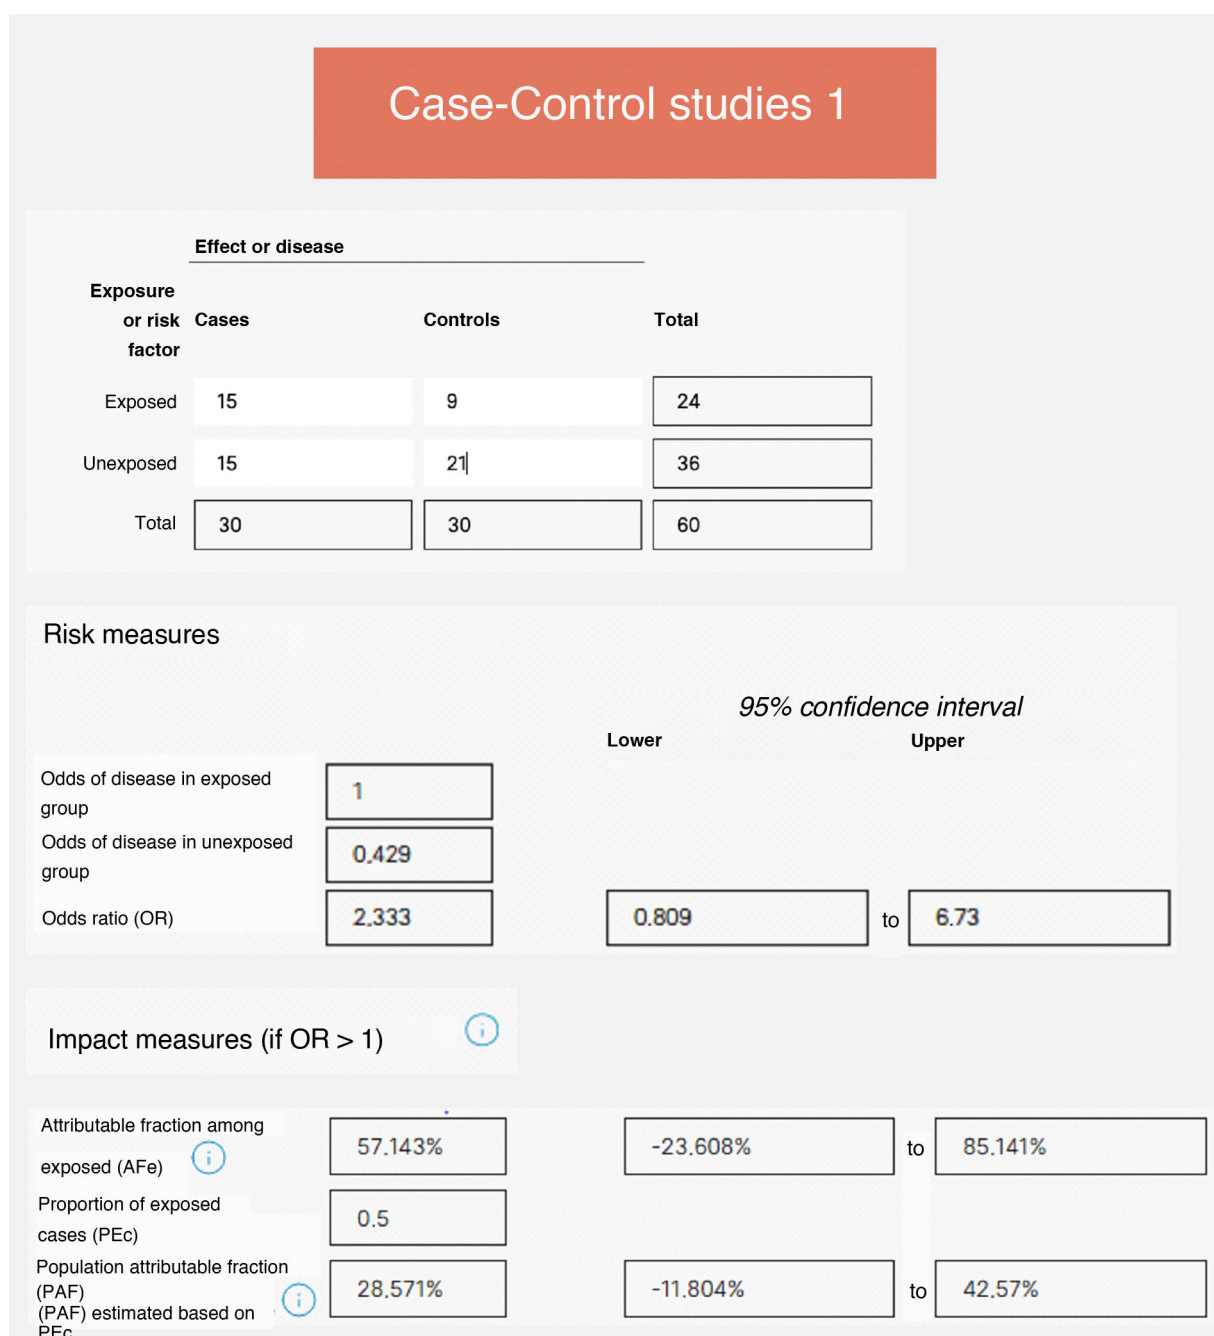 Case-Control studies 1
Effect or disease
Exposure
or risk Cases Controls Total
factor
Exposed 15 9 24
Unexposed 15 21 36
Total 30 30 60
Risk measures
95% confidence interval
Lower Upper
Odds of disease in exposed
group
1
Odds of disease in unexposed
group
0,429
Odds ratio (OR) 2,333 0.809 to 6.73
Impact measures (if OR > 1)
Attributable fraction among
exposed (AFe)
57,143% -23,608% to 85,141%
Proportion of exposed
cases (PEc)
0.5
Population attributable fraction
(PAF)
(PAF) estimated based on
PEc
28,571% -11.804% to 42,57%